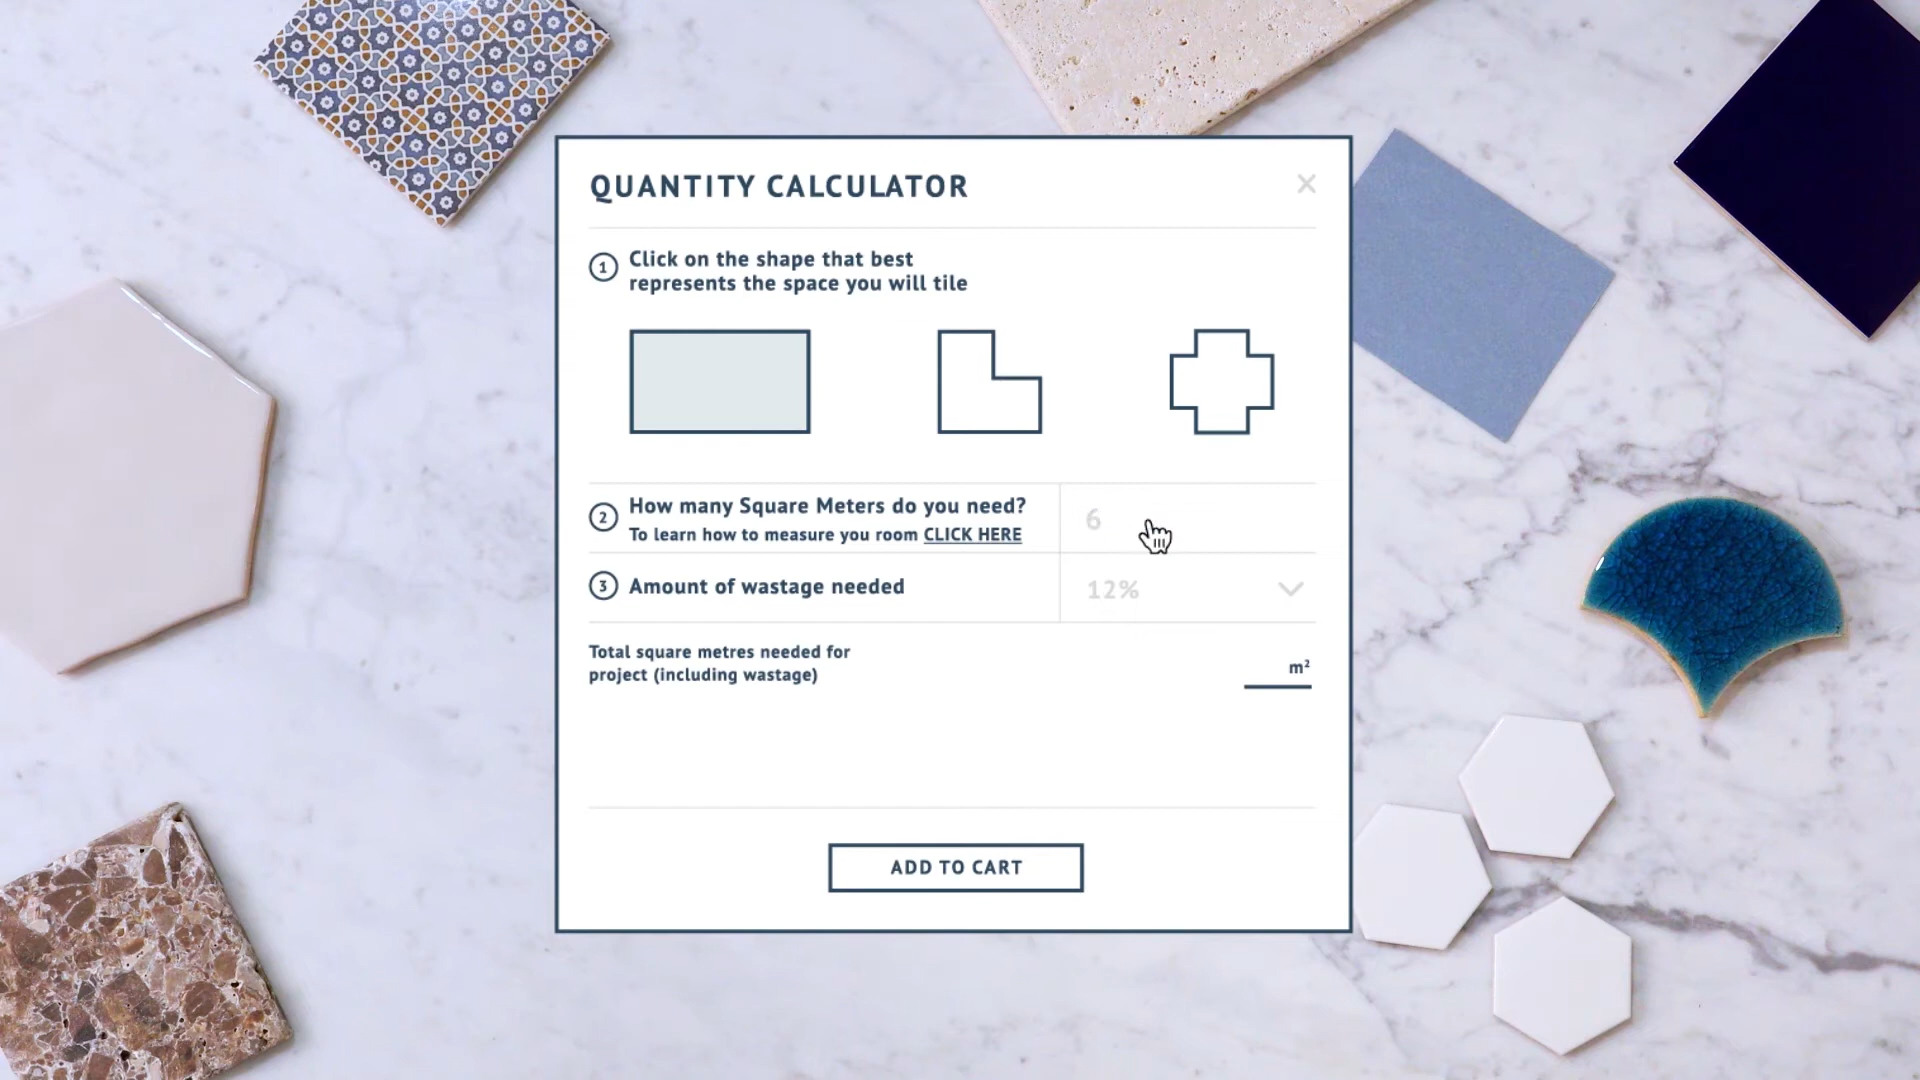 QUANTITY CALCULATOR
1 Click on the shape that best
represents the space you will tile
2 How many Square Meters do you need?
To learn how to measure you room CLICK HERE
6
3 Amount of wastage needed
12%
Total square metres needed for
project (including wastage)
m²
ADD TO CART